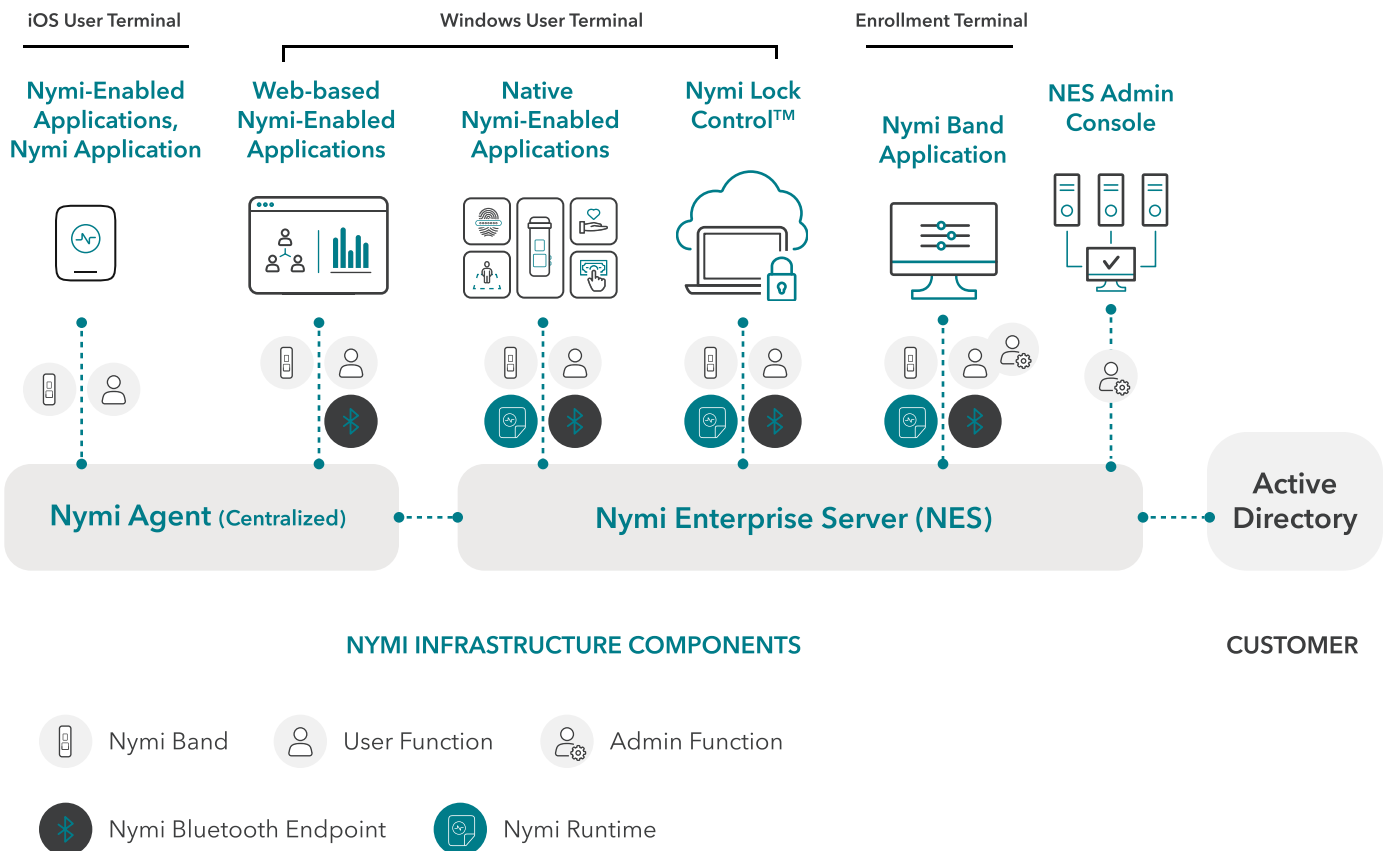 iOS User Terminal
Windows User Terminal
Enrollment Terminal
Nymi-Enabled
Applications,
Nymi Application
Web-based
Nymi-Enabled
Applications
Native
Nymi-Enabled
Applications
Nymi Lock
Control™
Nymi Band
Application
NES Admin
Console
Nymi Agent (Centralized)
Nymi Enterprise Server (NES)
Active
Directory
NYMI INFRASTRUCTURE COMPONENTS
CUSTOMER
Nymi Band
User Function
Admin Function
Nymi Bluetooth Endpoint
Nymi Runtime